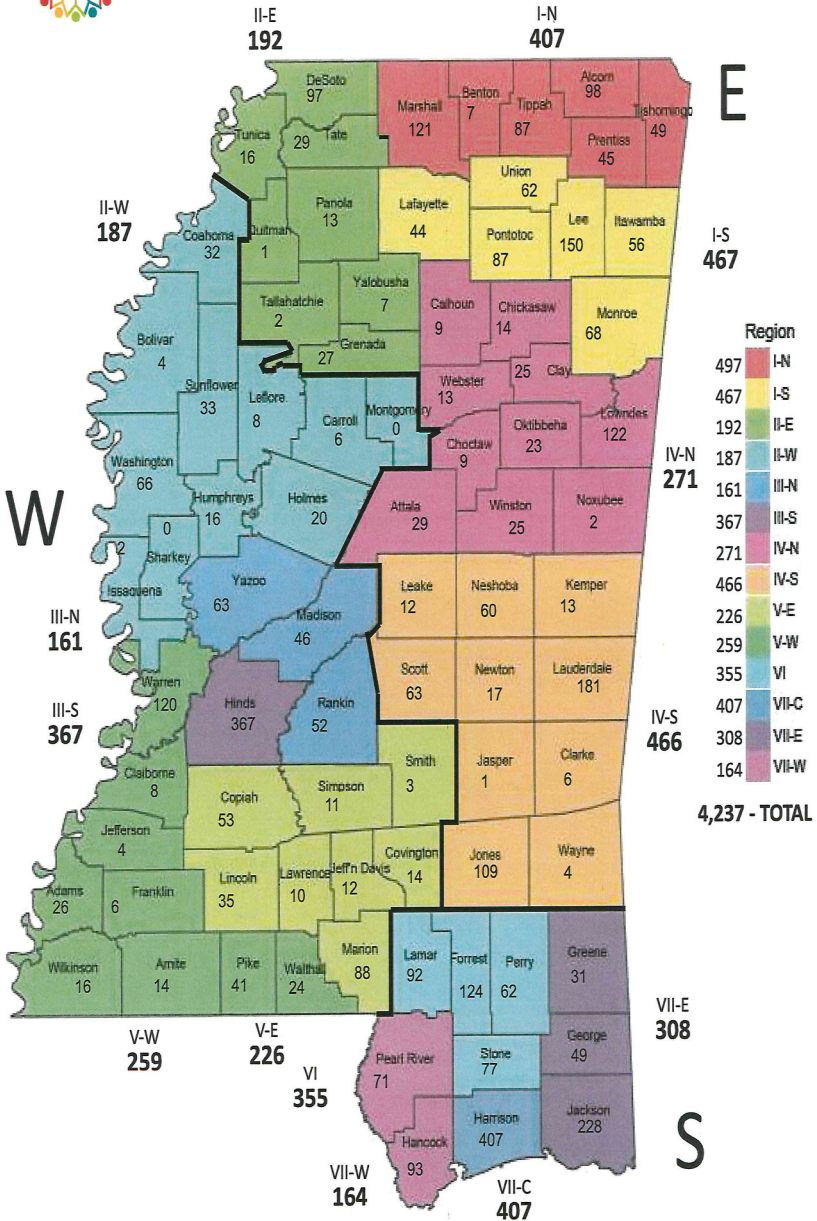 II-E
192
I-N
407
E
DeSoto
97
Marshall
121
Benton
7
Tippah
87
Alcorn
98
Tishomingo
49
Prentiss
45
Tunica
16
29
Tate
Union
62
II-W
187
Coahoma
32
Quitman
1
Panola
13
Lafayette
44
Pontotoc
87
Lee
150
Itawamba
56
I-S
467
Tallahatchie
2
Yalobusha
7
Calhoun
9
Chickasaw
14
Monroe
68
Bolivar
4
27
Grenada
Sunflower
33
Leflore
8
Carroll
6
Montgomery
0
Webster
13
25
Clay
Lowndes
122
Oktibbeha
23
Choctaw
9
IV-N
271
Washington
66
W
Humphreys
16
Holmes
20
Attala
29
Winston
25
Noxubee
2
0
Sharkey
2
Issaquena
Yazoo
63
Madison
46
Leake
12
Neshoba
60
Kemper
13
III-N
161
Warren
120
Hinds
367
Rankin
52
Scott
63
Newton
17
Lauderdale
181
III-S
367
IV-S
466
Claiborne
8
Copiah
53
Simpson
11
Smith
3
Jasper
1
Clarke
6
Jefferson
4
Adams
26
Franklin
6
Lincoln
35
Lawrence
10
Jeff'n Davis
12
Covington
14
Jones
109
Wayne
4
Wilkinson
16
Amite
14
Pike
41
Walthall
24
Marion
88
Lamar
92
Forrest
124
Perry
62
Greene
31
V-W
259
V-E
226
VI
355
VII-E
308
Pearl River
71
Stone
77
George
49
Hancock
93
Harrison
407
Jackson
228
S
VII-W
164
VII-C
407
Region
497 I-N
467 I-S
192 II-E
187 II-W
161 III-N
367 III-S
271 IV-N
466 IV-S
226 V-E
259 V-W
355 VI
407 VII-C
308 VII-E
164 VII-W
4,237 - TOTAL